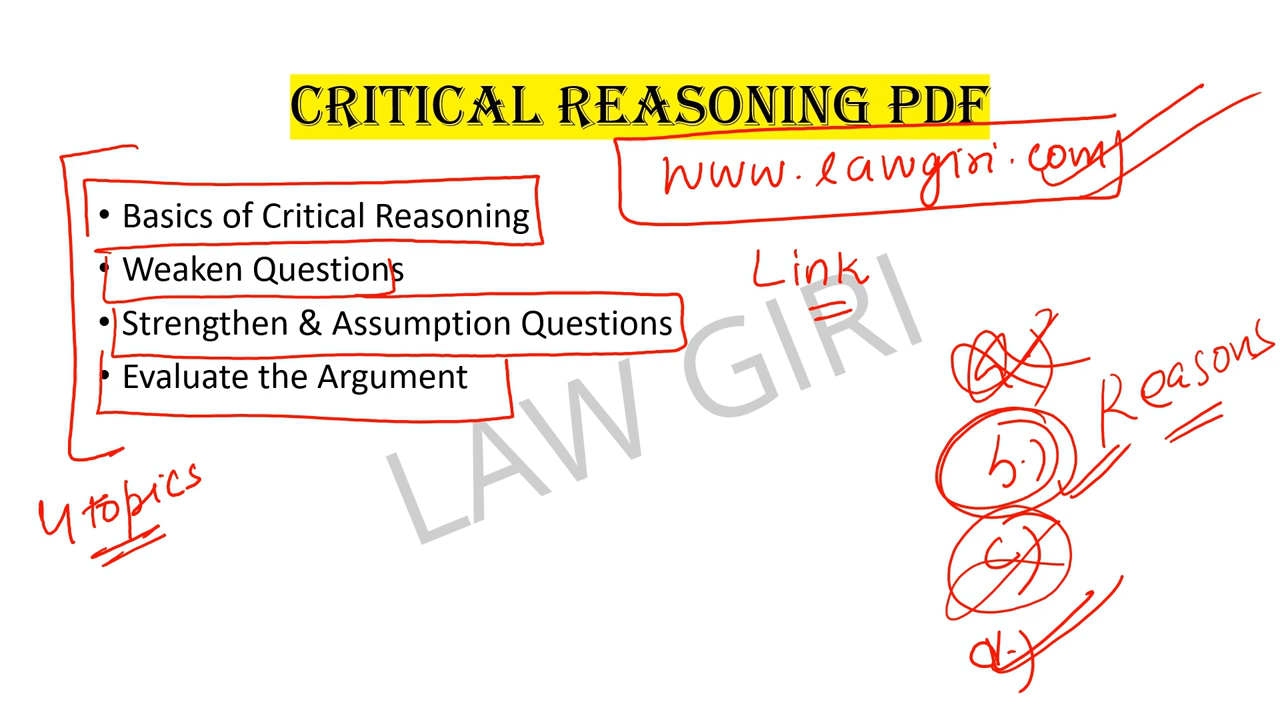 CRITICAL REASONING PDF
www.lawgiri.com
• Basics of Critical Reasoning
• Weaken Questions
• Strengthen & Assumption Questions
• Evaluate the Argument
Link
LAW GIRI
4 topics
a)
b.)
Reasons
c)
d.)